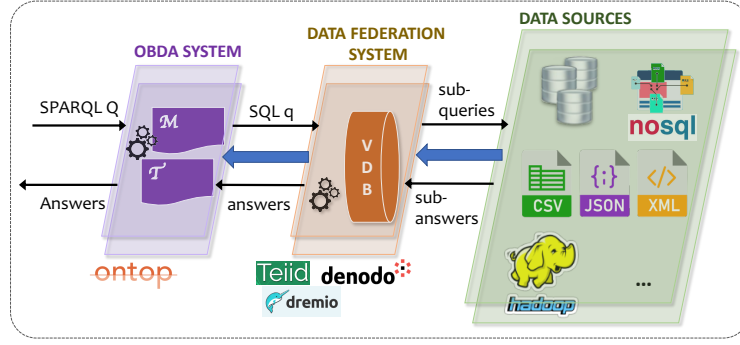 OBDA SYSTEM
DATA FEDERATION
SYSTEM
DATA SOURCES
SPARQL Q
SQL q
sub-
queries
M
T
V
D
B
Answers
answers
sub-
answers
nosql
CSV
JSON
XML
hadoop
...
ontop
Teiid
denodo
dremio